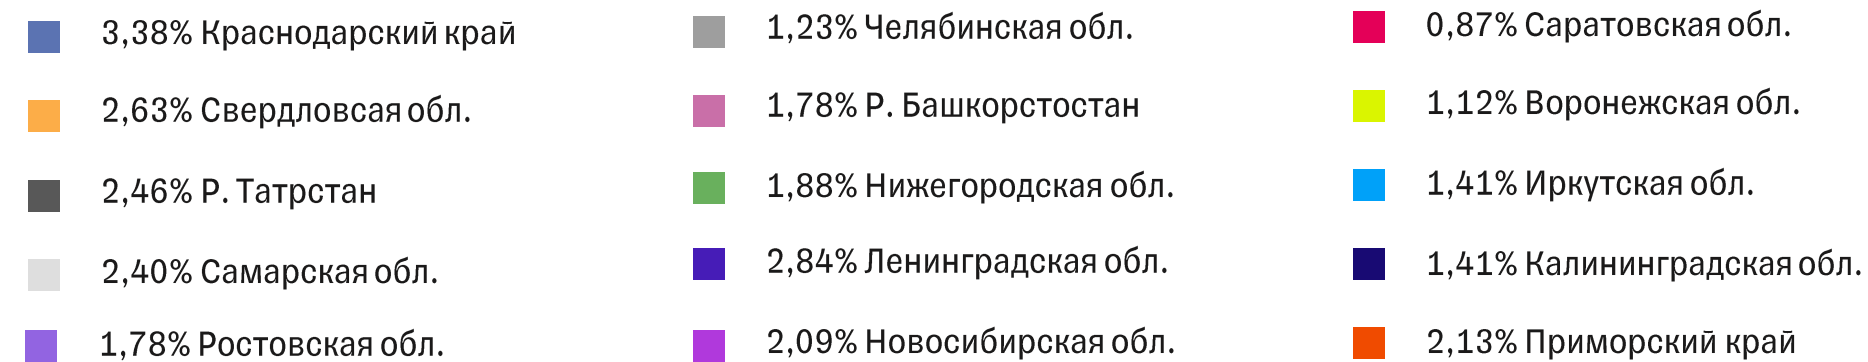 3,38% Краснодарский край
2,63% Свердловсая обл.
2,46% Р. Татрстан
2,40% Самарская обл.
1,78% Ростовская обл.
1,23% Челябинская обл.
1,78% Р. Башкорстостан
1,88% Нижегородская обл.
2,84% Ленинградская обл.
2,09% Новосибирская обл.
0,87% Саратовская обл.
1,12% Воронежская обл.
1,41% Иркутская обл.
1,41% Калининградская обл.
2,13% Приморский край